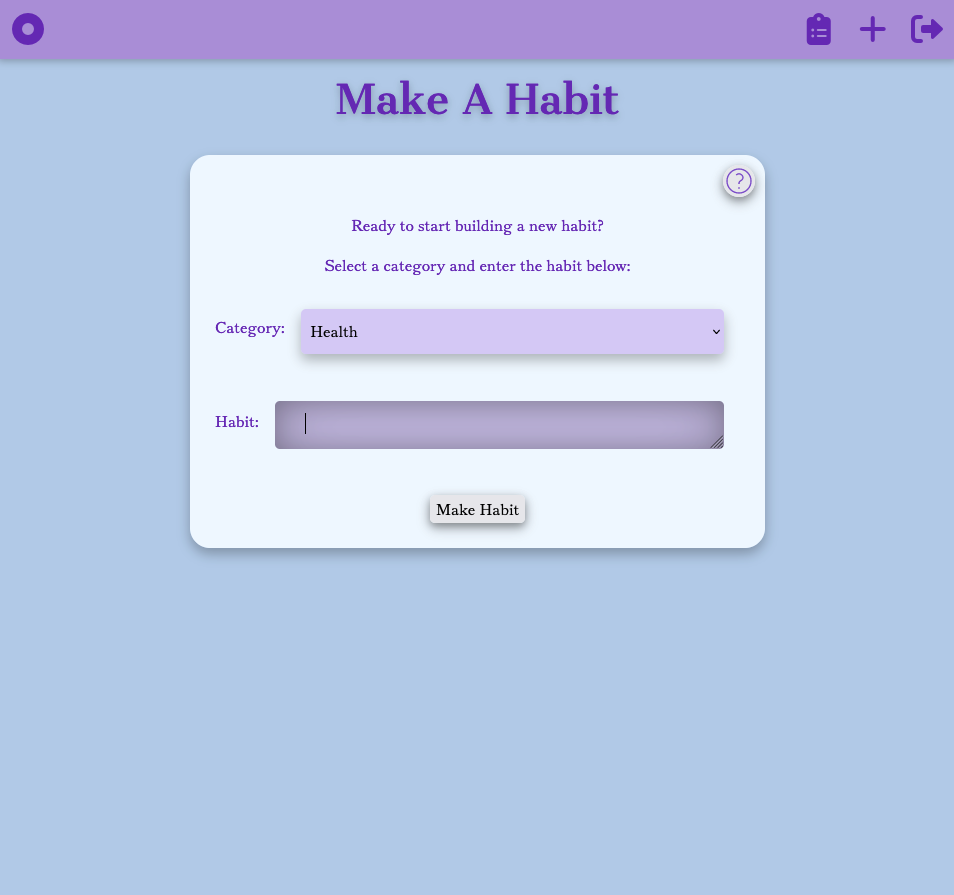 Make A Habit
?
Ready to start building a new habit?
Select a category and enter the habit below:
Category: Health
Habit:
Make Habit